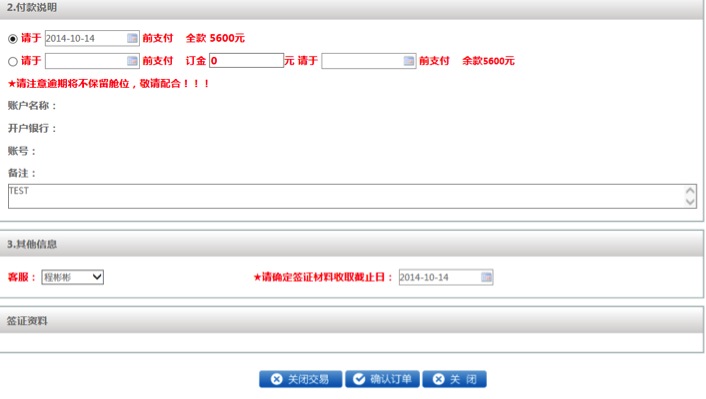 2.付款说明
请于 2014-10-14 前支付 全款 5600元
请于 前支付 订金 0 元 请于 前支付 余款5600元
★请注意逾期将不保留舱位，敬请配合！！！
账户名称：
开户银行：
账号：
备注：
TEST
3.其他信息
客服： 程彬彬 ★请确定签证材料收取截止日： 2014-10-14
签证资料
关闭交易 确认订单 关 闭